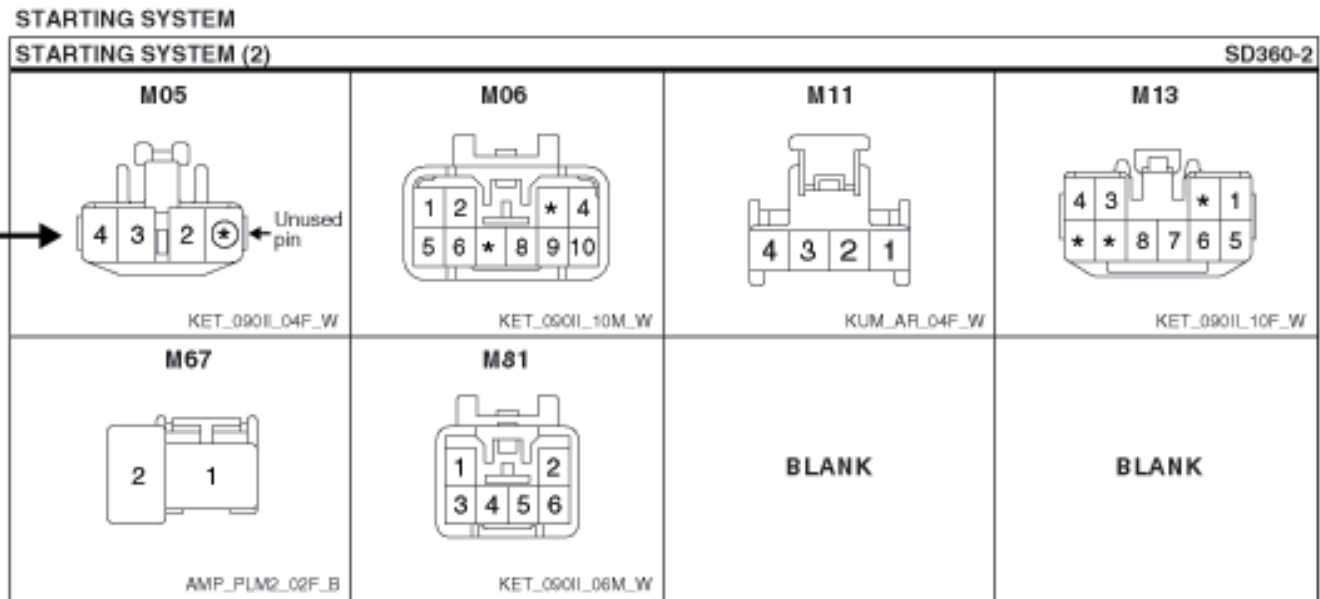 STARTING SYSTEM
STARTING SYSTEM (2) SD360-2
M05 M06 M11 M13
1 2 * 4
4 3 * 1
4 3 2 * Unused
pin
5 6 * 8 9 10
4 3 2 1
* * 8 7 6 5
KET_090II_04F_W KET_090II_10M_W KUM_AR_04F_W KET_090II_10F_W
M67 M81
2 1
1 2
BLANK BLANK
3 4 5 6
AMP_PLM2_02F_B KET_090II_06M_W